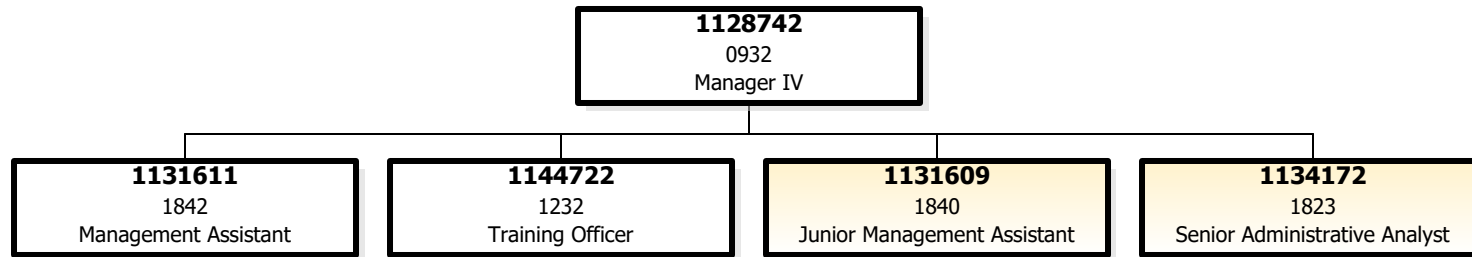 1128742
0932
Manager IV
1131611
1842
Management Assistant
1144722
1232
Training Officer
1131609
1840
Junior Management Assistant
1134172
1823
Senior Administrative Analyst